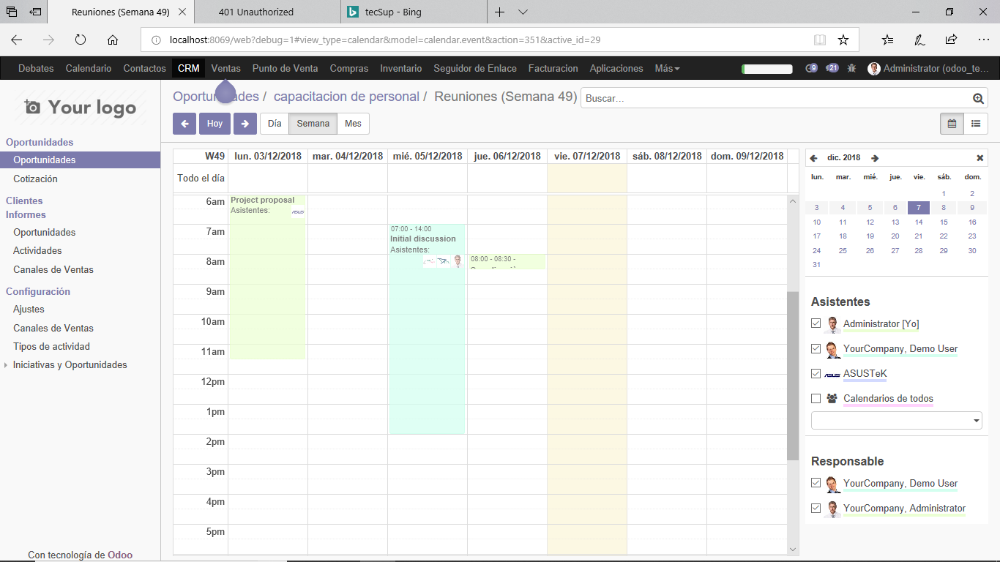 Reuniones (Semana 49)
401 Unauthorized
tecSup - Bing
localhost:8069/web?debug=1#view_type=calendar&model=calendar.event&action=351&active_id=29
Debates Calendario Contactos CRM Ventas Punto de Venta Compras Inventario Seguidor de Enlace Facturacion Aplicaciones Más 9 21 Administrator (odoo_te...
Your logo
Oportunidades / capacitacion de personal / Reuniones (Semana 49)
Buscar...
Hoy Día Semana Mes
Oportunidades
Oportunidades
Cotización
Clientes
Informes
Oportunidades
Actividades
Canales de Ventas
Configuración
Ajustes
Canales de Ventas
Tipos de actividad
Iniciativas y Oportunidades
Con tecnología de Odoo
W49 lun. 03/12/2018 mar. 04/12/2018 mié. 05/12/2018 jue. 06/12/2018 vie. 07/12/2018 sáb. 08/12/2018 dom. 09/12/2018
Todo el día
6am
Project proposal
Asistentes:
ASUS
7am
07:00 - 14:00
Initial discussion
Asistentes:
8am
08:00 - 08:30 -
9am
10am
11am
12pm
1pm
2pm
3pm
4pm
5pm
dic. 2018
lun. mar. mié. jue. vie. sáb. dom.
1 2
3 4 5 6 7 8 9
10 11 12 13 14 15 16
17 18 19 20 21 22 23
24 25 26 27 28 29 30
31
Asistentes
Administrator [Yo]
YourCompany, Demo User
ASUS ASUSTeK
Calendarios de todos
Responsable
YourCompany, Demo User
YourCompany, Administrator